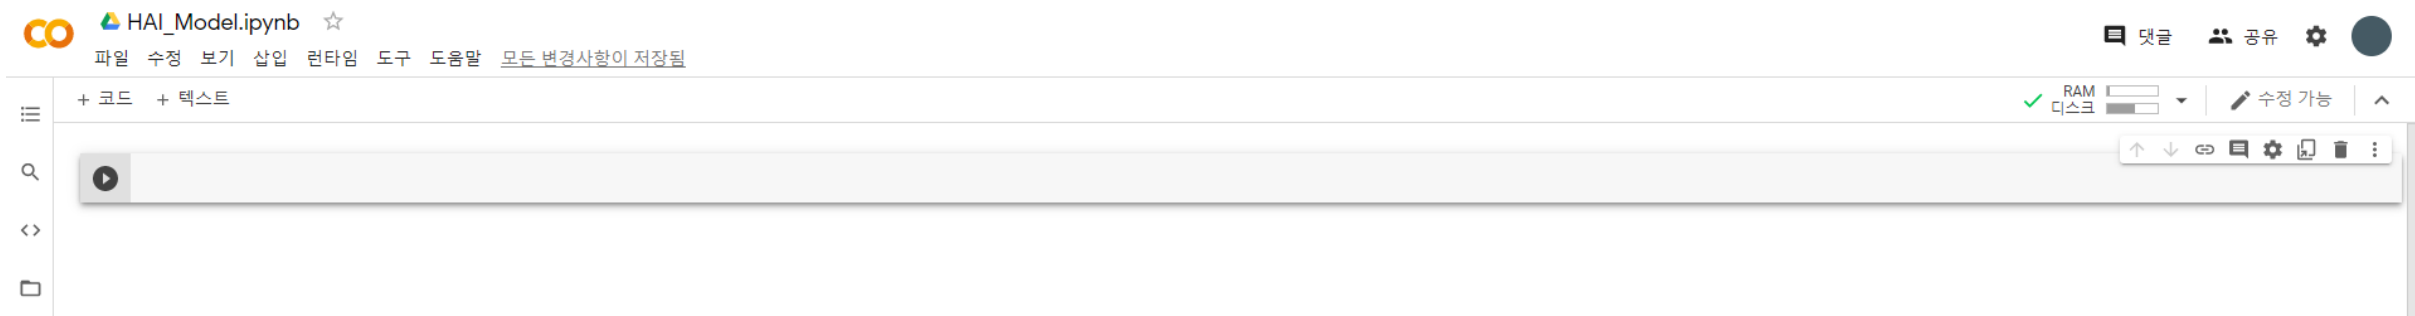 HAI_Model.ipynb
파일 수정 보기 삽입 런타임 도구 도움말 모든 변경사항이 저장됨
댓글 공유
+ 코드 + 텍스트
RAM
디스크
수정 가능